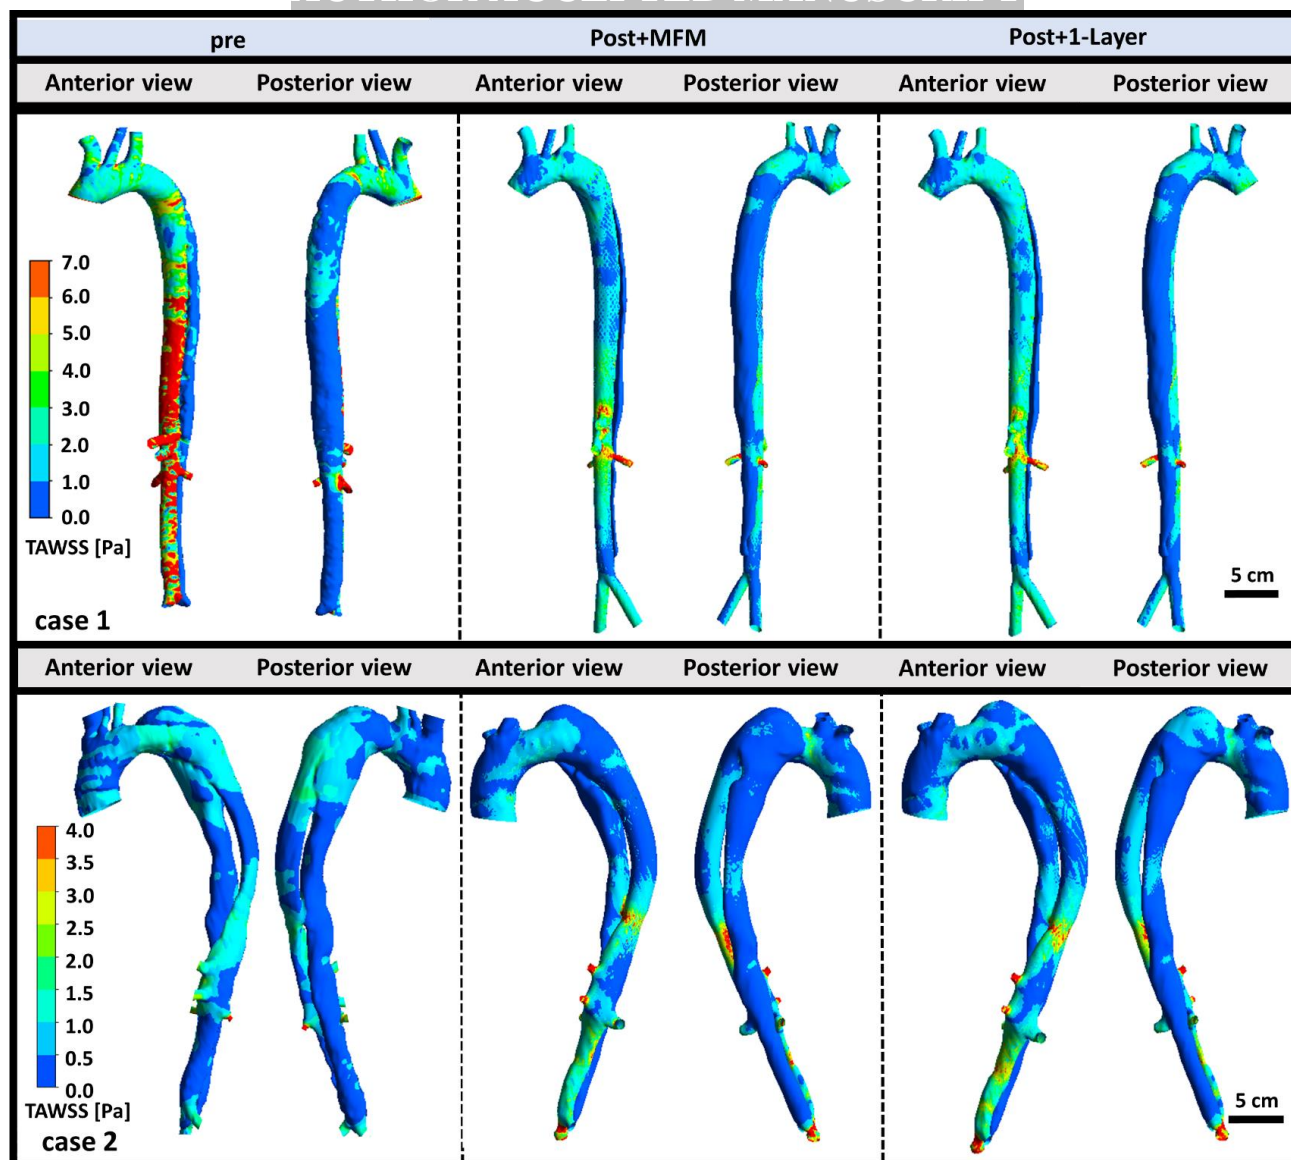 pre Post+MFM Post+1-Layer
Anterior view Posterior view Anterior view Posterior view Anterior view Posterior view
7.0
6.0
5.0
4.0
3.0
2.0
1.0
0.0
TAWSS [Pa]
5 cm
case 1
Anterior view Posterior view Anterior view Posterior view Anterior view Posterior view
4.0
3.5
3.0
2.5
2.0
1.5
1.0
0.5
0.0
TAWSS [Pa]
5 cm
case 2